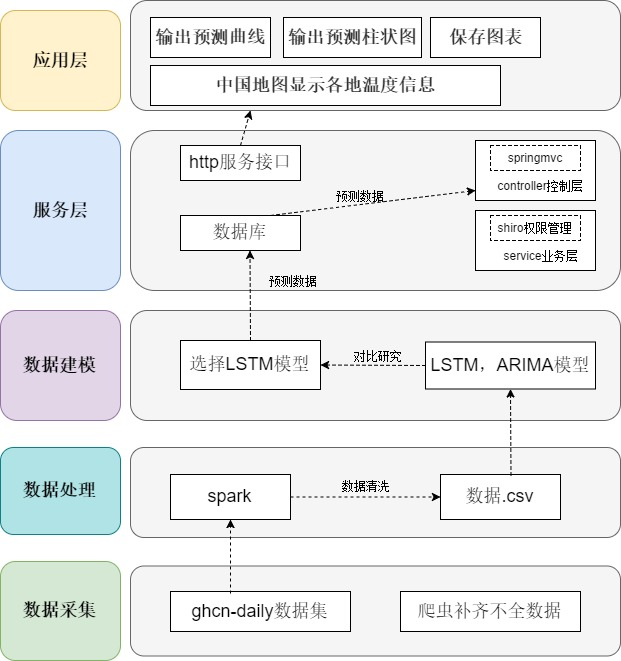 应用层
输出预测曲线
输出预测柱状图
保存图表
中国地图显示各地温度信息
服务层
http服务接口
springmvc
controller控制层
预测数据
数据库
shiro权限管理
service业务层
预测数据
数据建模
选择LSTM模型
对比研究
LSTM，ARIMA模型
数据处理
spark
数据清洗
数据.csv
数据采集
ghcn-daily数据集
爬虫补齐不全数据